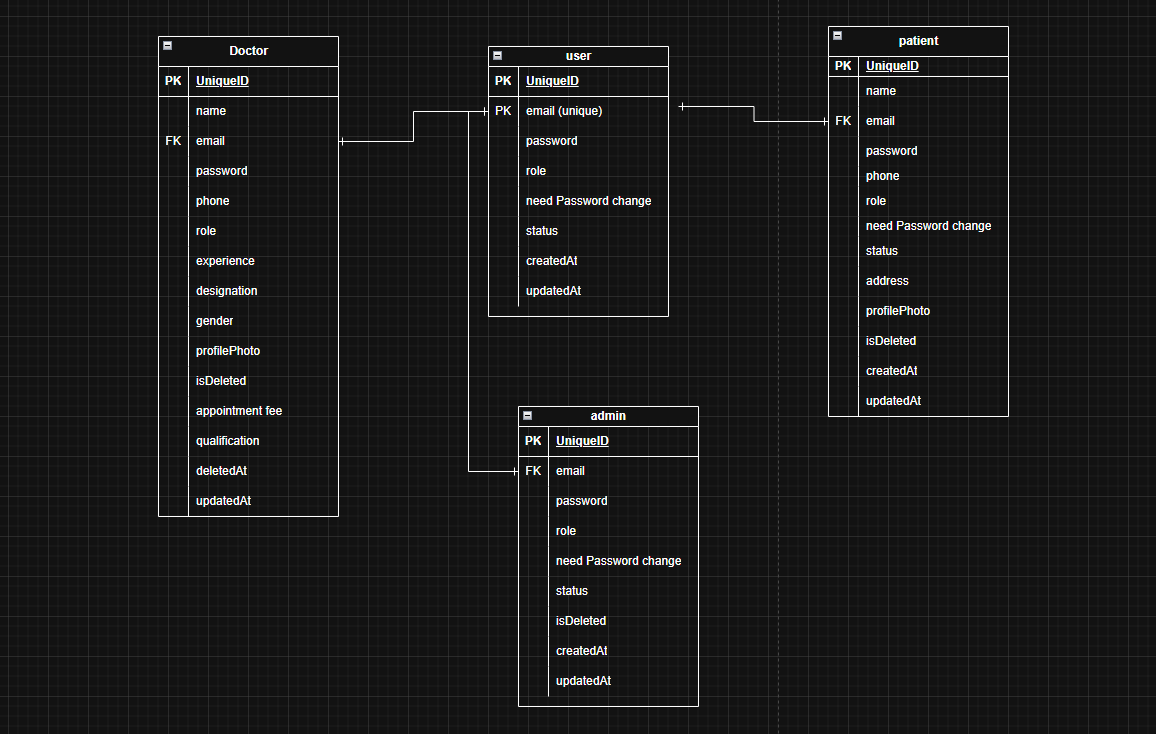 Doctor
PK UniqueID
name
FK email
password
phone
role
experience
designation
gender
profilePhoto
isDeleted
appointment fee
qualification
deletedAt
updatedAt
user
PK UniqueID
PK email (unique)
password
role
need Password change
status
createdAt
updatedAt
patient
PK UniqueID
name
FK email
password
phone
role
need Password change
status
address
profilePhoto
isDeleted
createdAt
updatedAt
admin
PK UniqueID
FK email
password
role
need Password change
status
isDeleted
createdAt
updatedAt